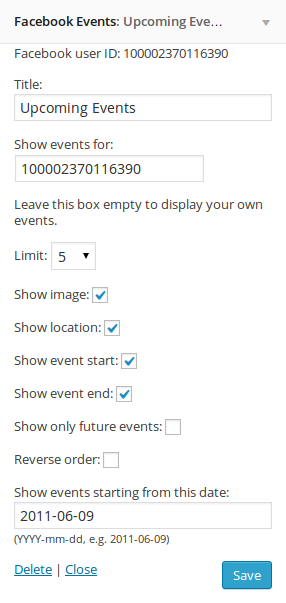 Facebook Events: Upcoming Eve...
Facebook user ID: 100002370116390
Title:
Upcoming Events
Show events for:
100002370116390
Leave this box empty to display your own
events.
Limit: 5
Show image:
Show location:
Show event start:
Show event end:
Show only future events:
Reverse order:
Show events starting from this date:
2011-06-09
(YYYY-mm-dd, e.g. 2011-06-09)
Delete | Close
Save